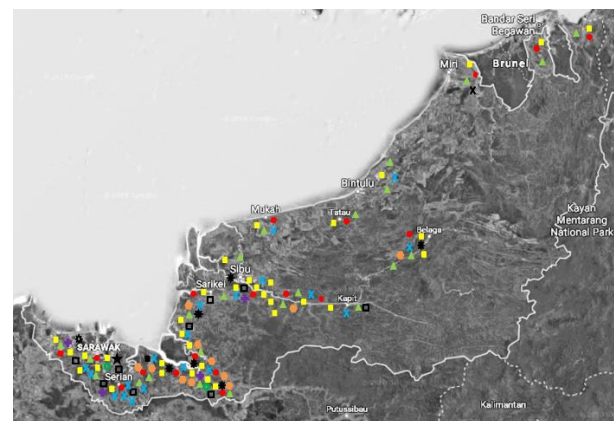 Bandar Seri
Begawan
Miri
Brunei
Bintulu
Kayan
Mentarang
National Park
Mukah
Tatau
Belaga
Sibu
Sarikei
Kapit
SARAWAK
Serian
Putussibau
Kalimantan